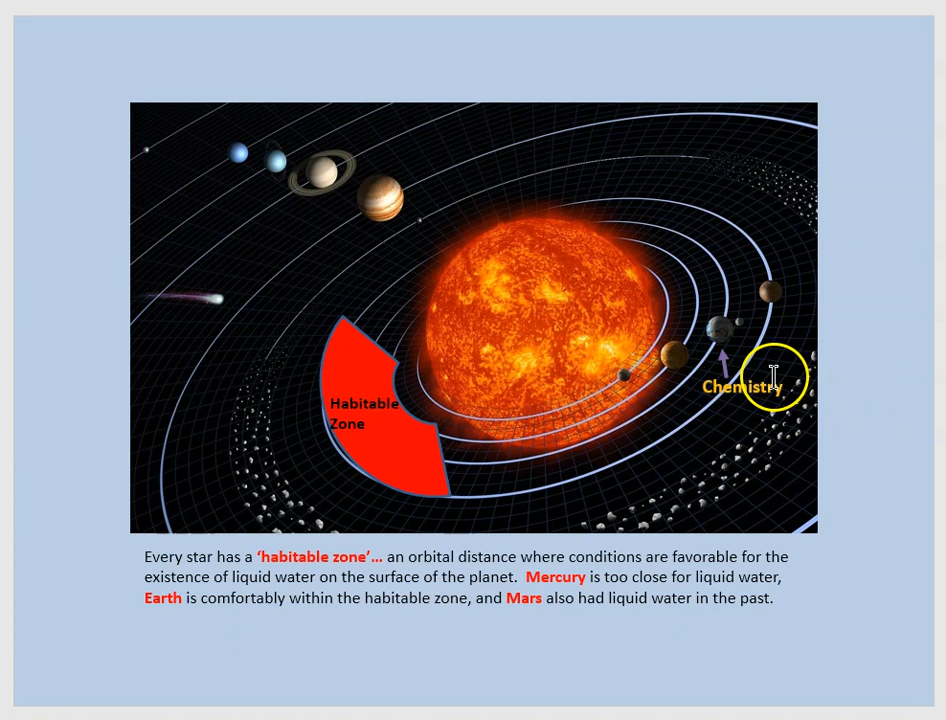 Chemistry
Habitable
Zone
Every star has a ‘habitable zone’… an orbital distance where conditions are favorable for the
existence of liquid water on the surface of the planet.  Mercury is too close for liquid water,
Earth is comfortably within the habitable zone, and Mars also had liquid water in the past.